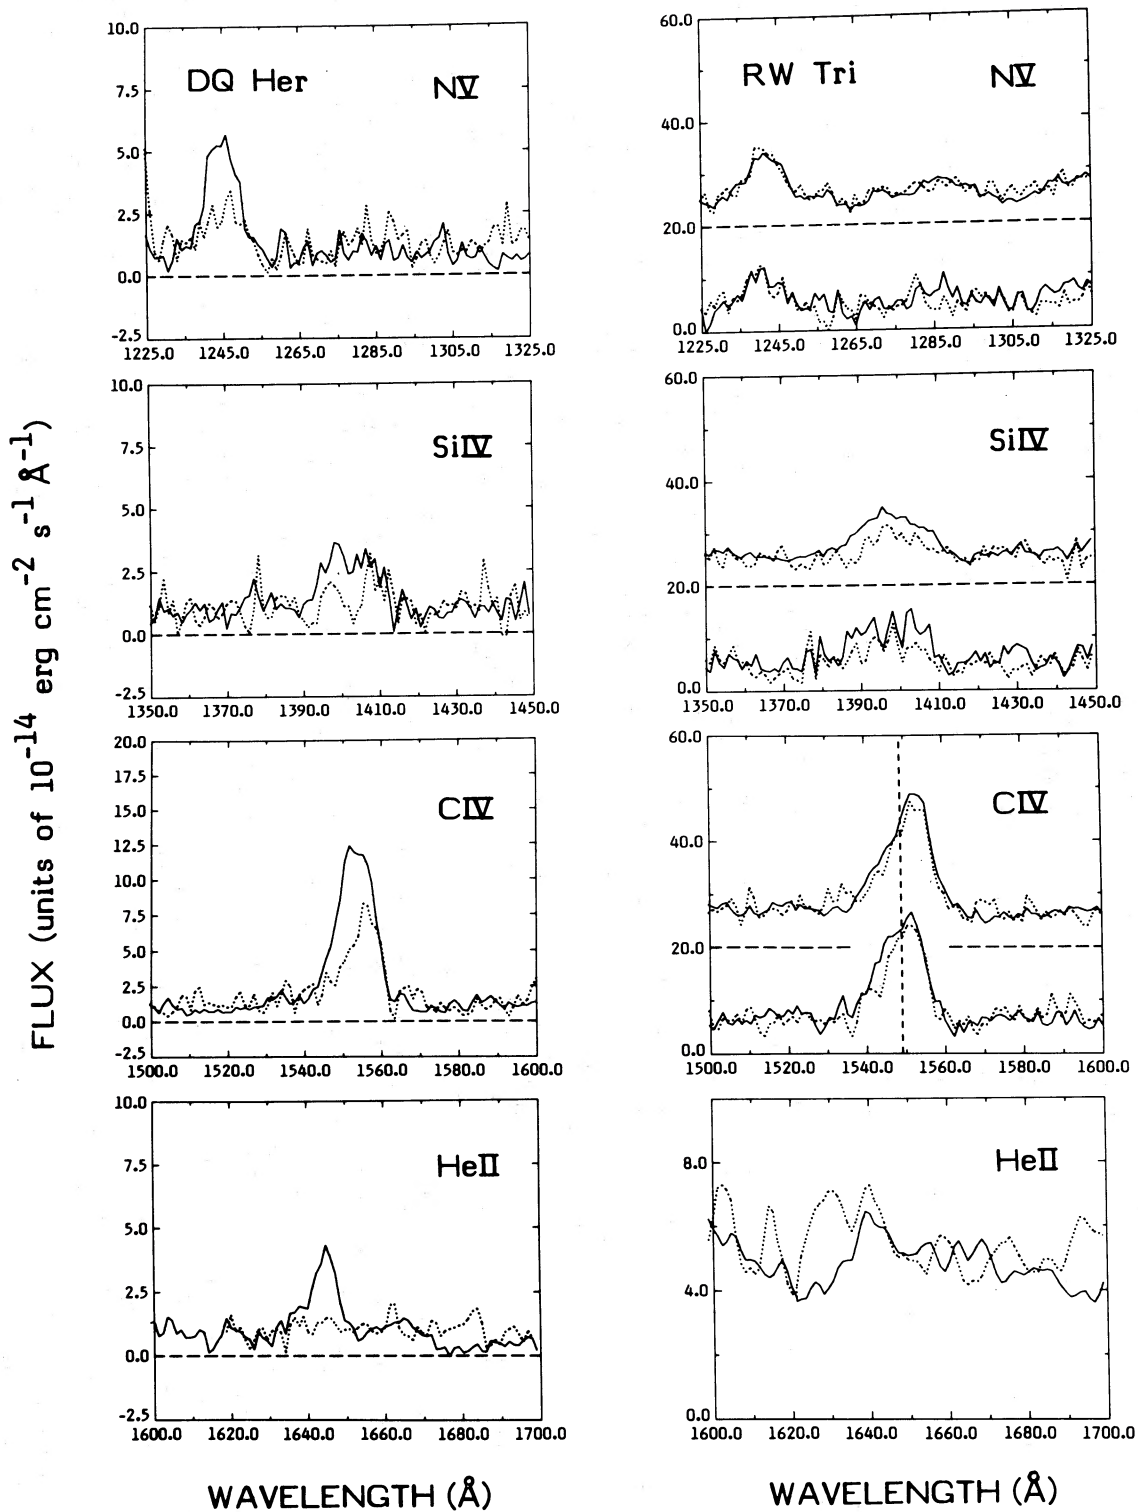 FLUX (units of 10⁻¹⁴ erg cm⁻² s⁻¹ Å⁻¹)
DQ Her NⅤ
10.0
7.5
5.0
2.5
0.0
-2.5
1225.0 1245.0 1265.0 1285.0 1305.0 1325.0
RW Tri NⅤ
60.0
40.0
20.0
0.0
1225.0 1245.0 1265.0 1285.0 1305.0 1325.0
SiⅣ
10.0
7.5
5.0
2.5
0.0
-2.5
1350.0 1370.0 1390.0 1410.0 1430.0 1450.0
SiⅣ
60.0
40.0
20.0
0.0
1350.0 1370.0 1390.0 1410.0 1430.0 1450.0
CⅣ
20.0
17.5
15.0
12.5
10.0
7.5
5.0
2.5
0.0
-2.5
1500.0 1520.0 1540.0 1560.0 1580.0 1600.0
CⅣ
60.0
40.0
20.0
0.0
1500.0 1520.0 1540.0 1560.0 1580.0 1600.0
HeⅡ
10.0
7.5
5.0
2.5
0.0
-2.5
1600.0 1620.0 1640.0 1660.0 1680.0 1700.0
HeⅡ
8.0
4.0
0.0
1600.0 1620.0 1640.0 1660.0 1680.0 1700.0
WAVELENGTH (Å)
WAVELENGTH (Å)